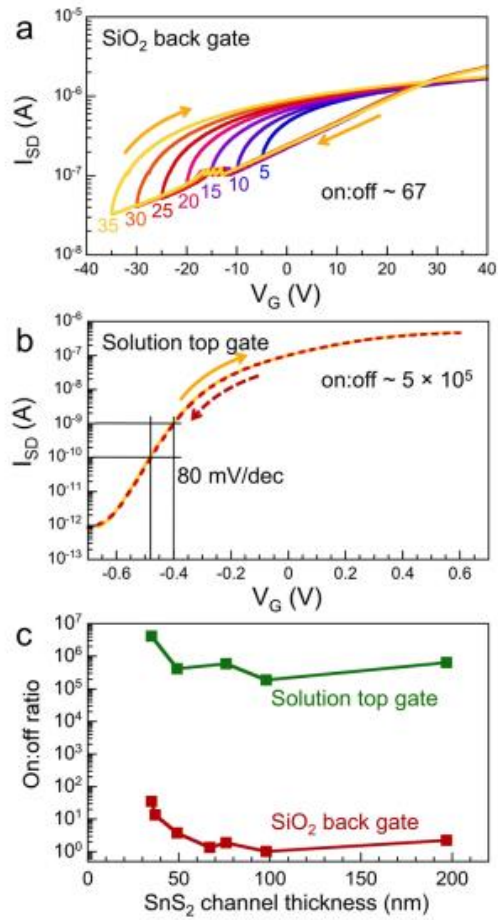 a
SiO₂ back gate
I_SD (A)
10⁻⁵
10⁻⁶
10⁻⁷
10⁻⁸
35
30
25
20
15
10
5
on:off ~ 67
-40 -30 -20 -10 0 10 20 30 40
V_G (V)
b
Solution top gate
I_SD (A)
10⁻⁶
10⁻⁷
10⁻⁸
10⁻⁹
10⁻¹⁰
10⁻¹¹
10⁻¹²
10⁻¹³
on:off ~ 5 × 10⁵
80 mV/dec
-0.6 -0.4 -0.2 0 0.2 0.4 0.6
V_G (V)
c
On:off ratio
10⁷
10⁶
10⁵
10⁴
10³
10²
10¹
10⁰
Solution top gate
SiO₂ back gate
0 50 100 150 200
SnS₂ channel thickness (nm)